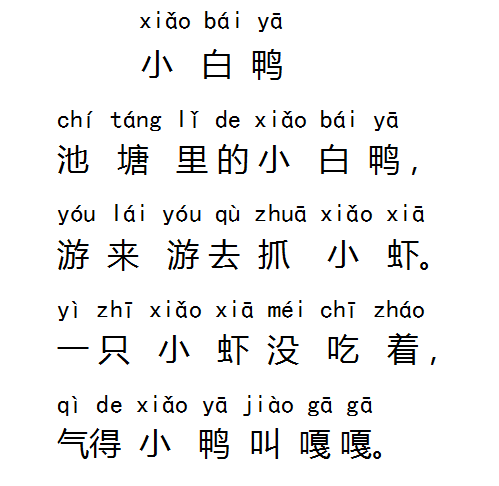 xiǎo bái yā
小 白 鸭
chí táng lǐ de xiǎo bái yā
池 塘 里 的 小 白 鸭,
yóu lái yóu qù zhuā xiǎo xiā
游 来 游 去 抓 小 虾。
yì zhī xiǎo xiā méi chī zháo
一 只 小 虾 没 吃 着,
qì de xiǎo yā jiào gā gā
气 得 小 鸭 叫 嘎 嘎。